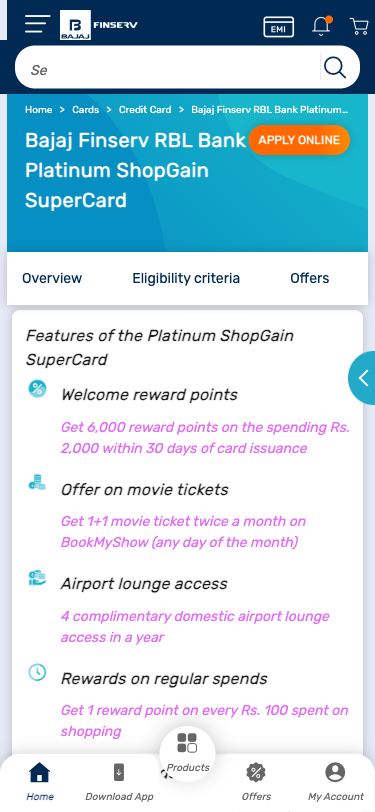 BAJAJ
FINSERV
EMI
Se
Home > Cards > Credit Card > Bajaj Finserv RBL Bank Platinum...
Bajaj Finserv RBL Bank
Platinum ShopGain
SuperCard
APPLY ONLINE
Overview
Eligibility criteria
Offers
Features of the Platinum ShopGain
SuperCard
Welcome reward points
Get 6,000 reward points on the spending Rs.
2,000 within 30 days of card issuance
Offer on movie tickets
Get 1+1 movie ticket twice a month on
BookMyShow (any day of the month)
Airport lounge access
4 complimentary domestic airport lounge
access in a year
Rewards on regular spends
Get 1 reward point on every Rs. 100 spent on
shopping
Home
Download App
Products
Offers
My Account